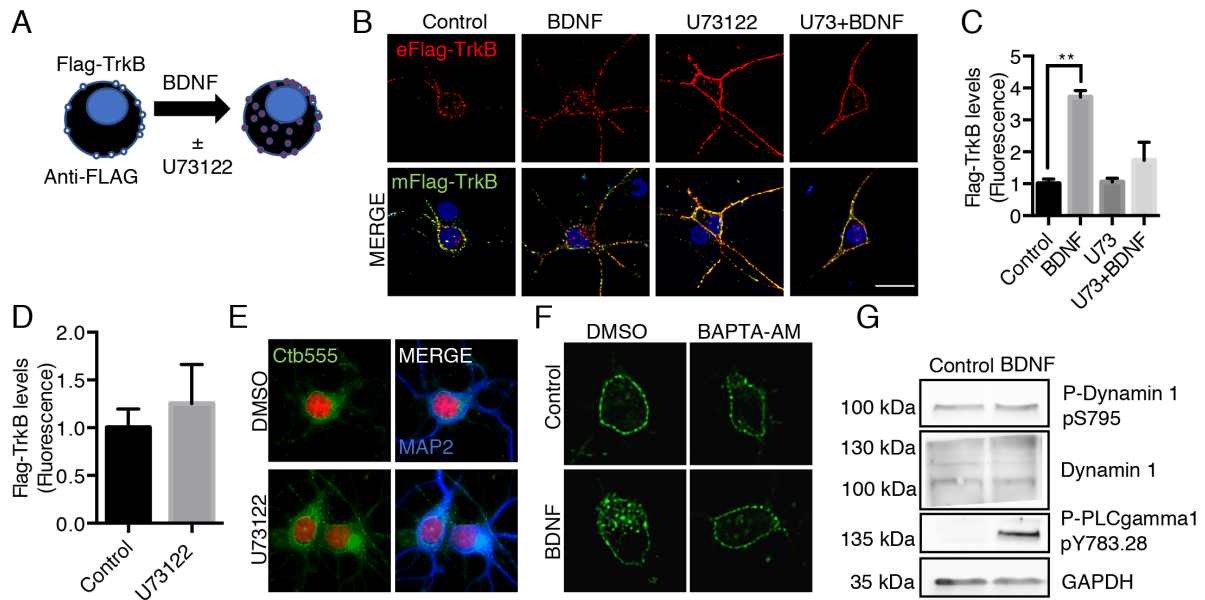 A
Flag-TrkB
BDNF
±
U73122
Anti-FLAG
B
Control
BDNF
U73122
U73+BDNF
eFlag-TrkB
mFlag-TrkB
MERGE
C
Flag-TrkB levels
(Fluorescence)
5
4
3
2
1
0
**
Control
BDNF
U73
U73+BDNF
D
Flag-TrkB levels
(Fluorescence)
2.0
1.5
1.0
0.5
0.0
Control
U73122
E
DMSO
Ctb555
MERGE
MAP2
U73122
F
DMSO
BAPTA-AM
Control
BDNF
G
Control BDNF
100 kDa
P-Dynamin 1
pS795
130 kDa
Dynamin 1
100 kDa
135 kDa
P-PLCgamma1
pY783.28
35 kDa
GAPDH